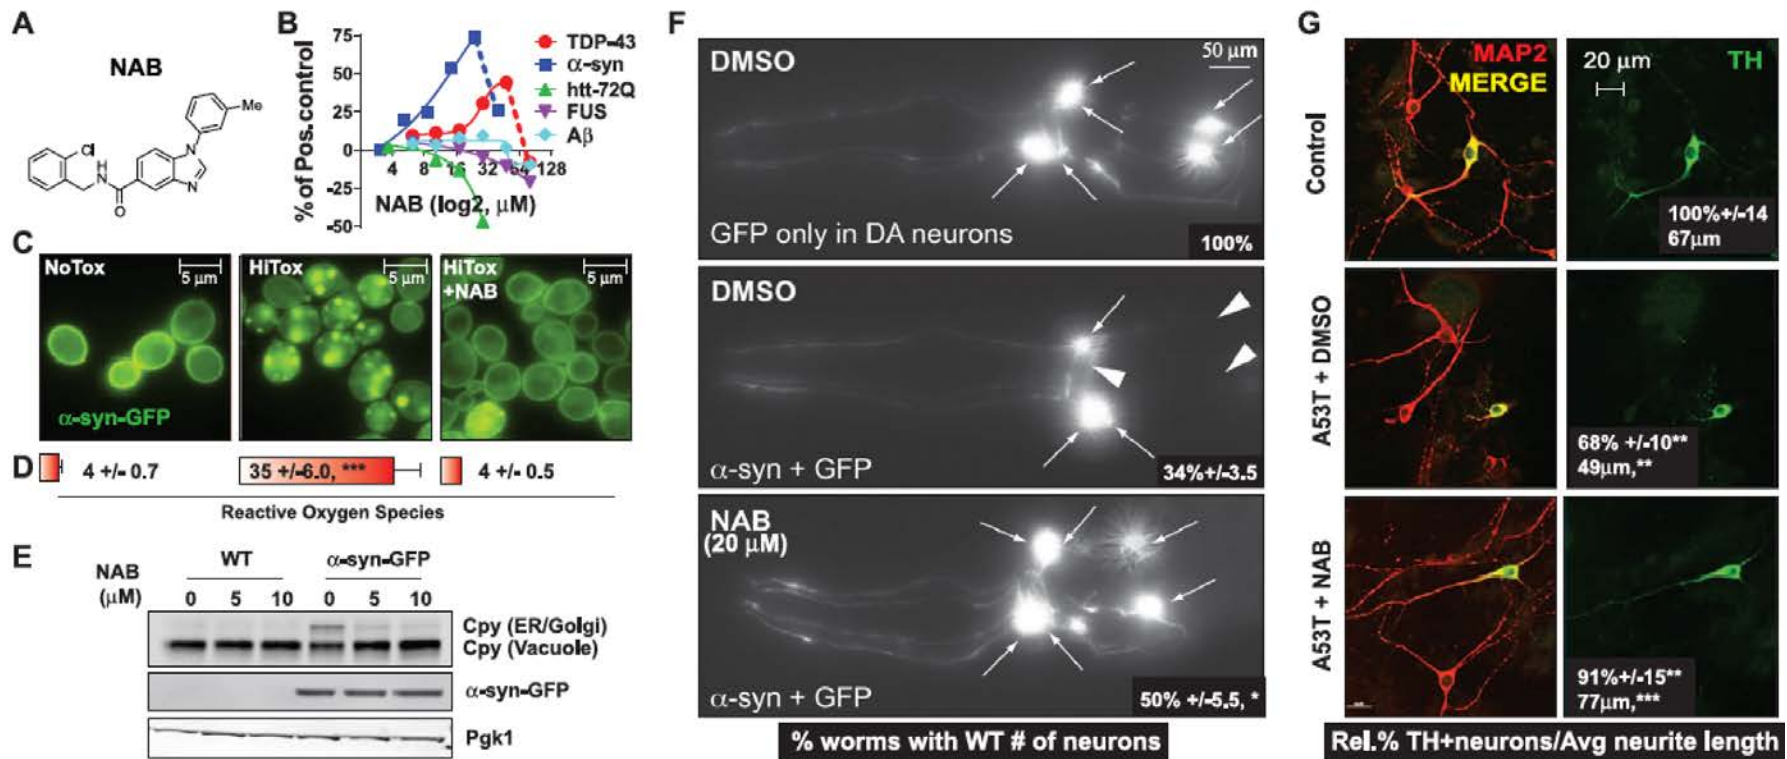 A
NAB
Me
N
N
Cl
NH
O
B
% of Pos.control
75
50
25
0
-25
-50
4 8 16 32 64 128
NAB (log2, μM)
TDP-43
α-syn
htt-72Q
FUS
Aβ
C
NoTox
5 μm
HiTox
5 μm
HiTox
+NAB
5 μm
α-syn-GFP
D
4 +/- 0.7
35 +/-6.0, ***
4 +/- 0.5
Reactive Oxygen Species
E
NAB
(μM)
WT
α-syn-GFP
0 5 10 0 5 10
Cpy (ER/Golgi)
Cpy (Vacuole)
α-syn-GFP
Pgk1
F
DMSO
50 μm
GFP only in DA neurons
100%
DMSO
α-syn + GFP
34%+/-3.5
NAB
(20 μM)
α-syn + GFP
50% +/-5.5, *
% worms with WT # of neurons
G
Control
MAP2
MERGE
20 μm
TH
100%+/-14
67μm
A53T + DMSO
68% +/-10**
49μm,**
A53T + NAB
91%+/-15**
77μm,***
Rel.% TH+neurons/Avg neurite length